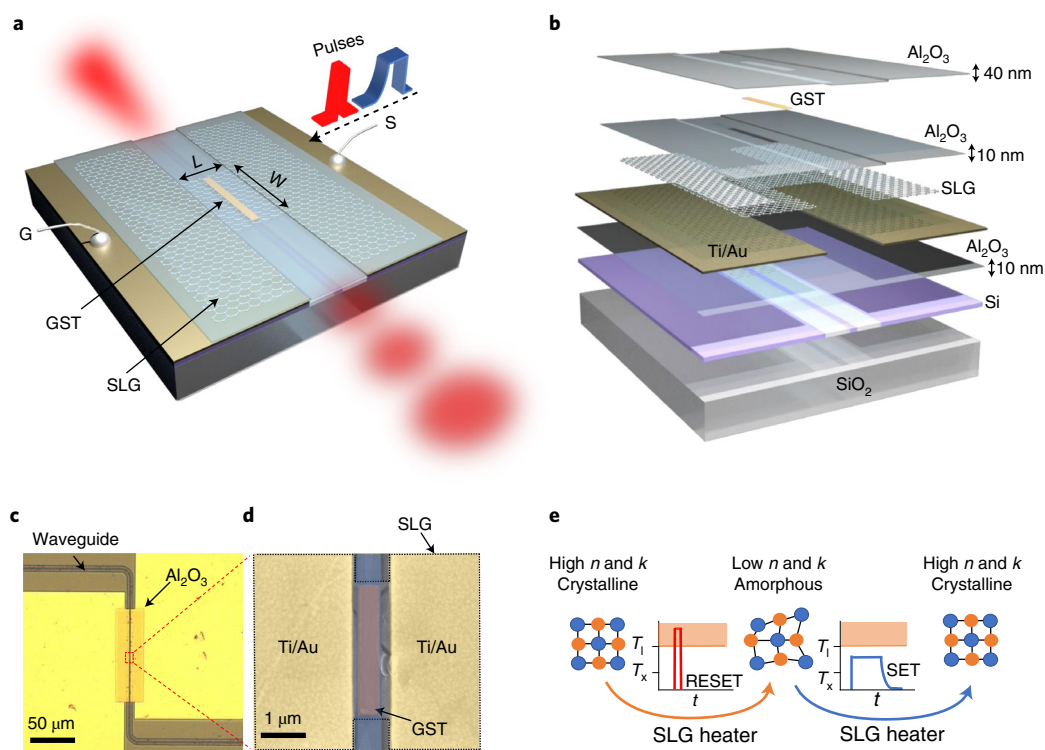 a
Pulses
S
L
W
G
GST
SLG
b
Al2O3
40 nm
GST
Al2O3
10 nm
SLG
Ti/Au
Al2O3
10 nm
Si
SiO2
c
Waveguide
Al2O3
50 μm
d
SLG
Ti/Au
Ti/Au
1 μm
GST
e
High n and k
Crystalline
Low n and k
Amorphous
High n and k
Crystalline
Tl
Tx
RESET
t
Tl
Tx
SET
t
SLG heater
SLG heater